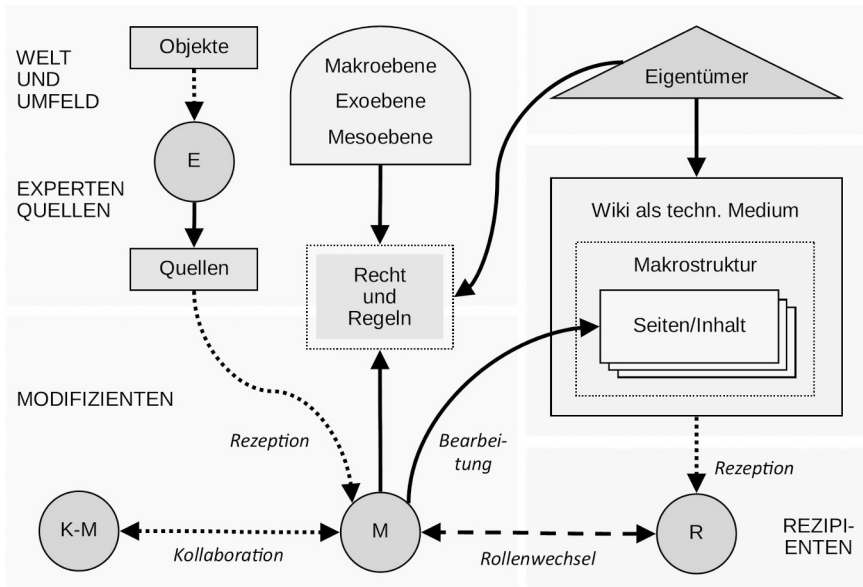 WELT
UND
UMFELD
Objekte
E
EXPERTEN
QUELLEN
Quellen
Makroebene
Exoebene
Mesoebene
Recht
und
Regeln
Eigentümer
Wiki als techn. Medium
Makrostruktur
Seiten/Inhalt
MODIFIZIENTEN
Rezeption
Bearbei-
tung
Rezeption
K-M
Kollaboration
M
Rollenwechsel
R
REZIPI-
ENTEN